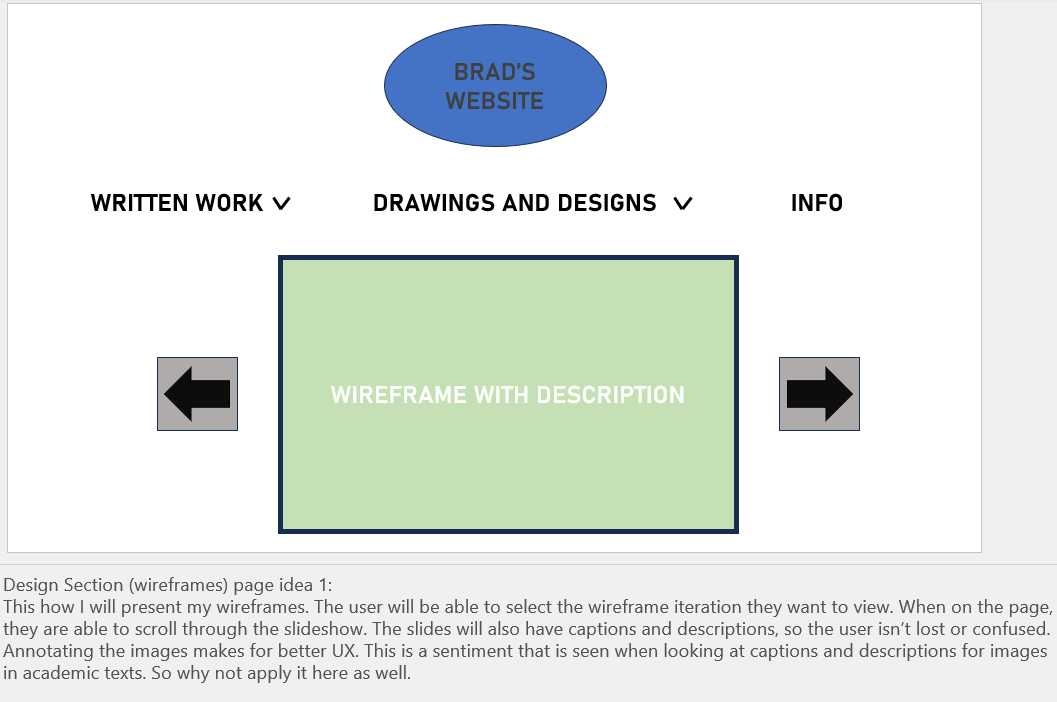 BRAD'S
WEBSITE
WRITTEN WORK
DRAWINGS AND DESIGNS
INFO
WIREFRAME WITH DESCRIPTION
Design Section (wireframes) page idea 1:
This how I will present my wireframes. The user will be able to select the wireframe iteration they want to view. When on the page,
they are able to scroll through the slideshow. The slides will also have captions and descriptions, so the user isn't lost or confused.
Annotating the images makes for better UX. This is a sentiment that is seen when looking at captions and descriptions for images
in academic texts. So why not apply it here as well.